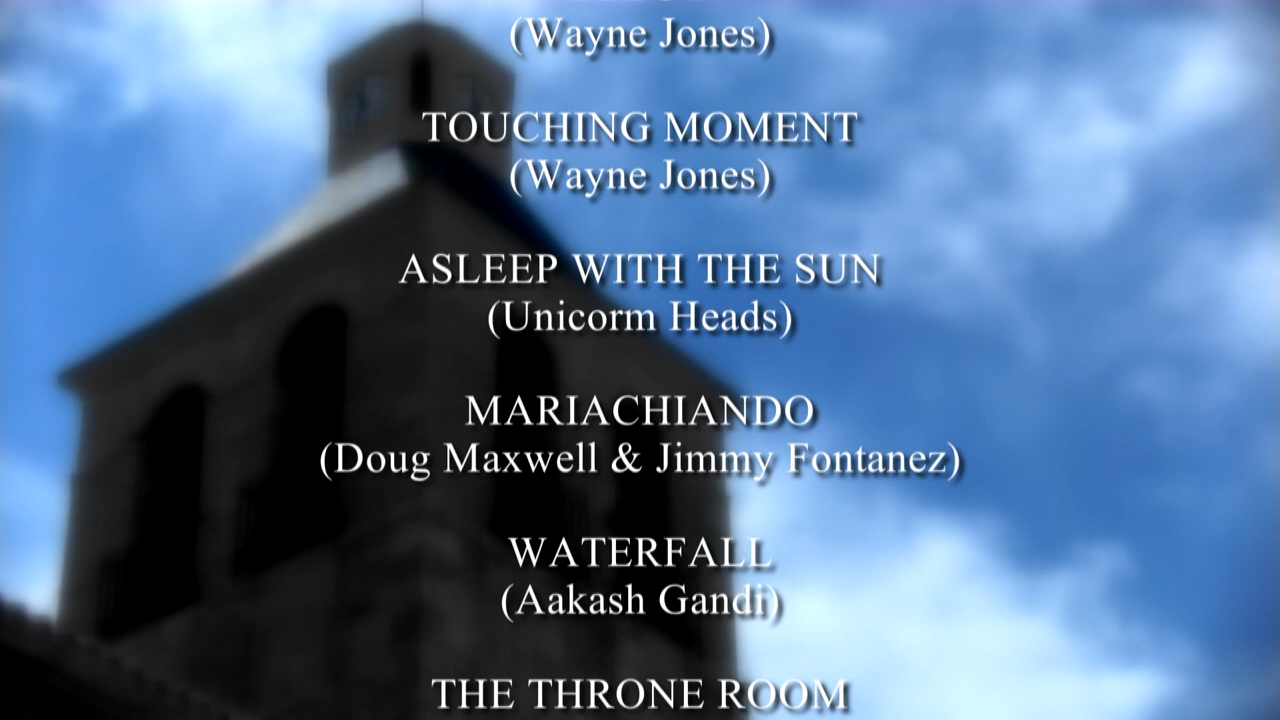 (Wayne Jones)
TOUCHING MOMENT
(Wayne Jones)
ASLEEP WITH THE SUN
(Unicorm Heads)
MARIACHIANDO
(Doug Maxwell & Jimmy Fontanez)
WATERFALL
(Aakash Gandi)
THE THRONE ROOM